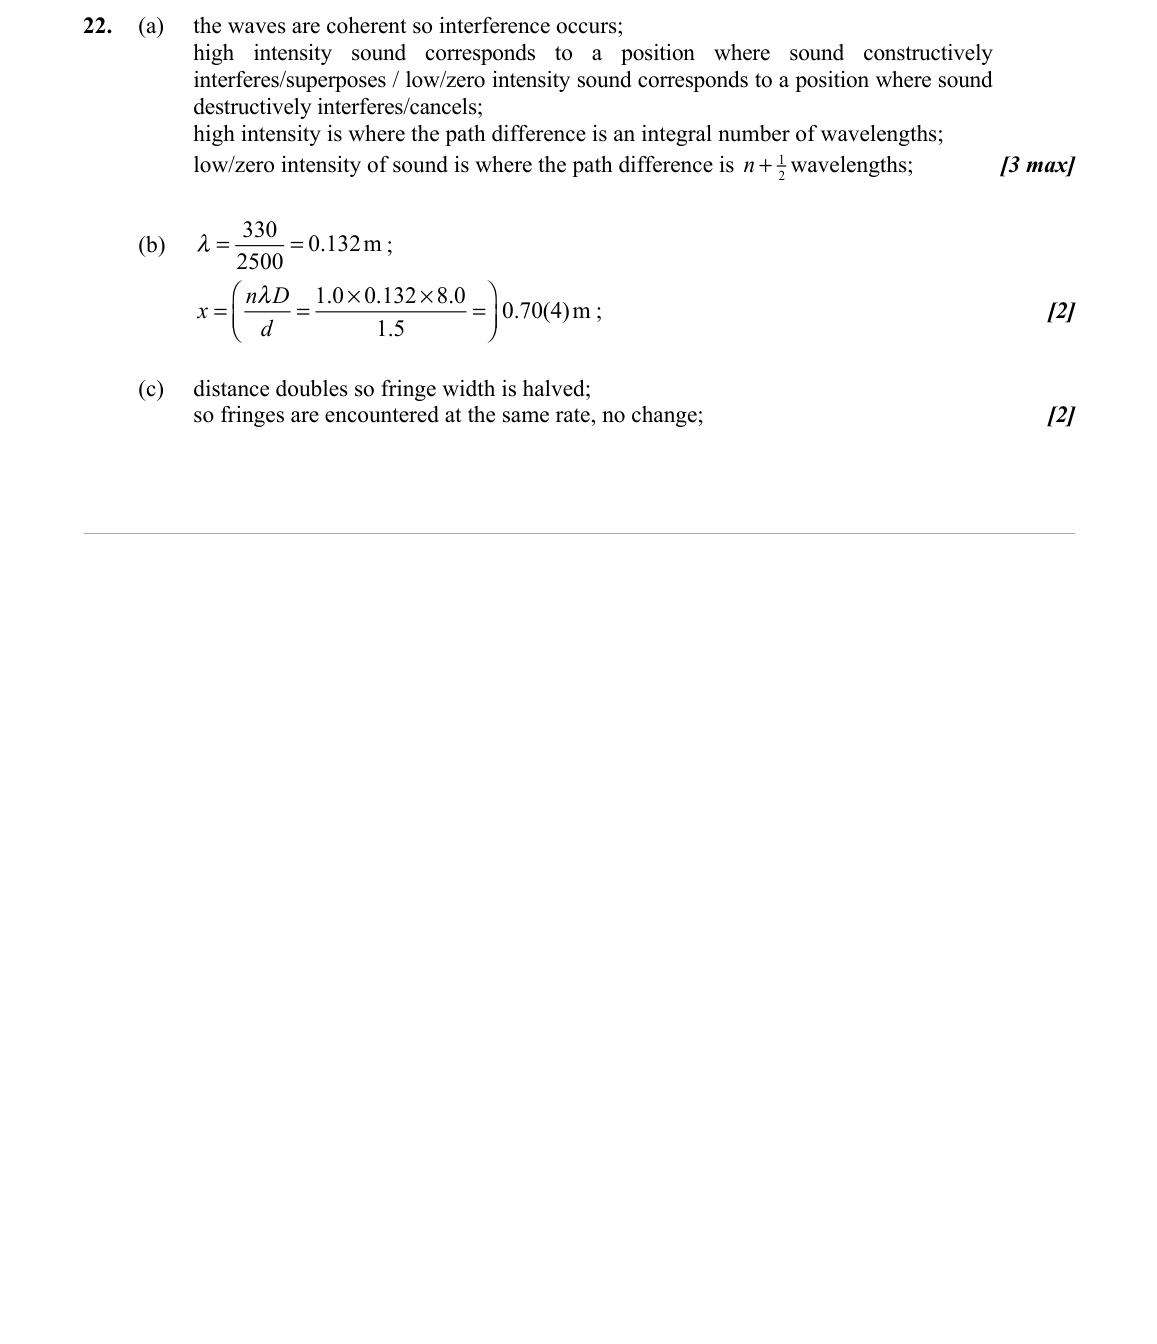 22. (a) the waves are coherent so interference occurs;
high intensity sound corresponds to a position where sound constructively
interferes/superposes / low/zero intensity sound corresponds to a position where sound
destructively interferes/cancels;
high intensity is where the path difference is an integral number of wavelengths;
low/zero intensity of sound is where the path difference is n + 1/2 wavelengths; [3 max]
(b) λ = 330/2500 = 0.132 m ;
x = (nλD/d = 1.0×0.132×8.0/1.5 =) 0.70(4) m ; [2]
(c) distance doubles so fringe width is halved;
so fringes are encountered at the same rate, no change; [2]